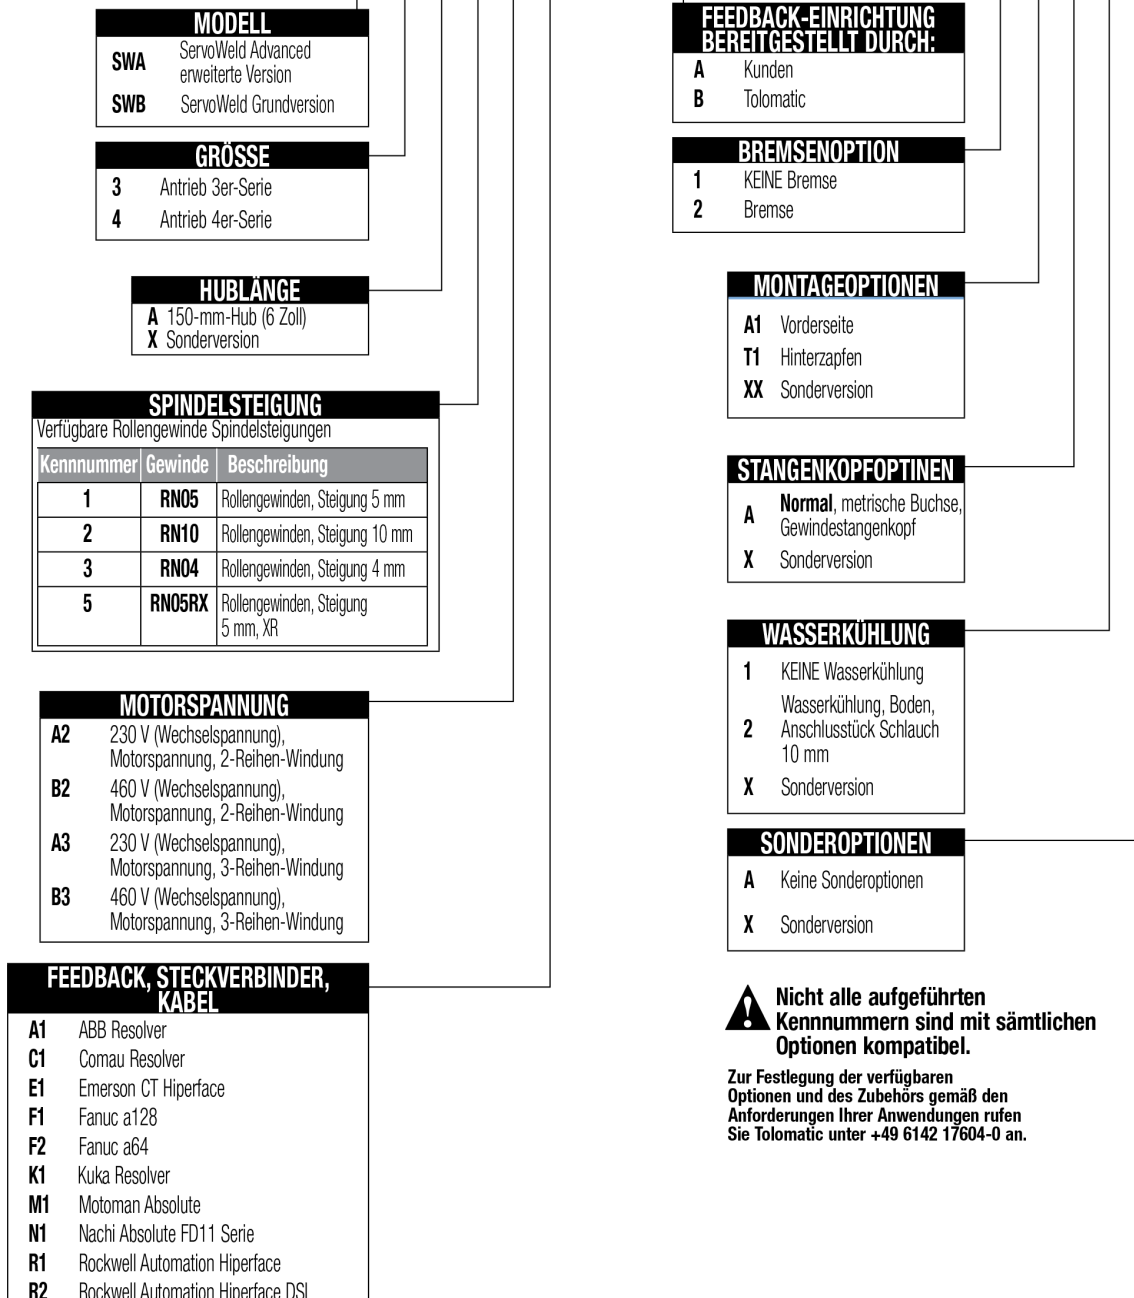 MODELL
SWA ServoWeld Advanced
erweiterte Version
SWB ServoWeld Grundversion
GRÖSSE
3 Antrieb 3er-Serie
4 Antrieb 4er-Serie
HUBLÄNGE
A 150-mm-Hub (6 Zoll)
X Sonderversion
SPINDELSTEIGUNG
Verfügbare Rollengewinde Spindelsteigungen
Kennnummer Gewinde Beschreibung
1 RN05 Rollengewinden, Steigung 5 mm
2 RN10 Rollengewinden, Steigung 10 mm
3 RN04 Rollengewinden, Steigung 4 mm
5 RN05RX Rollengewinden, Steigung
5 mm, XR
MOTORSPANNUNG
A2 230 V (Wechselspannung),
Motorspannung, 2-Reihen-Windung
B2 460 V (Wechselspannung),
Motorspannung, 2-Reihen-Windung
A3 230 V (Wechselspannung),
Motorspannung, 3-Reihen-Windung
B3 460 V (Wechselspannung),
Motorspannung, 3-Reihen-Windung
FEEDBACK, STECKVERBINDER,
KABEL
A1 ABB Resolver
C1 Comau Resolver
E1 Emerson CT Hiperface
F1 Fanuc a128
F2 Fanuc a64
K1 Kuka Resolver
M1 Motoman Absolute
N1 Nachi Absolute FD11 Serie
R1 Rockwell Automation Hiperface
R2 Rockwell Automation Hiperface DSL
FEEDBACK-EINRICHTUNG
BEREITGESTELLT DURCH:
A Kunden
B Tolomatic
BREMSENOPTION
1 KEINE Bremse
2 Bremse
MONTAGEOPTIONEN
A1 Vorderseite
T1 Hinterzapfen
XX Sonderversion
STANGENKOPFOPTINEN
A Normal, metrische Buchse,
Gewindestangenkopf
X Sonderversion
WASSERKÜHLUNG
1 KEINE Wasserkühlung
Wasserkühlung, Boden,
2 Anschlusstück Schlauch
10 mm
X Sonderversion
SONDEROPTIONEN
A Keine Sonderoptionen
X Sonderversion
Nicht alle aufgeführten
Kennnummern sind mit sämtlichen
Optionen kompatibel.
Zur Festlegung der verfügbaren
Optionen und des Zubehörs gemäß den
Anforderungen Ihrer Anwendungen rufen
Sie Tolomatic unter +49 6142 17604-0 an.